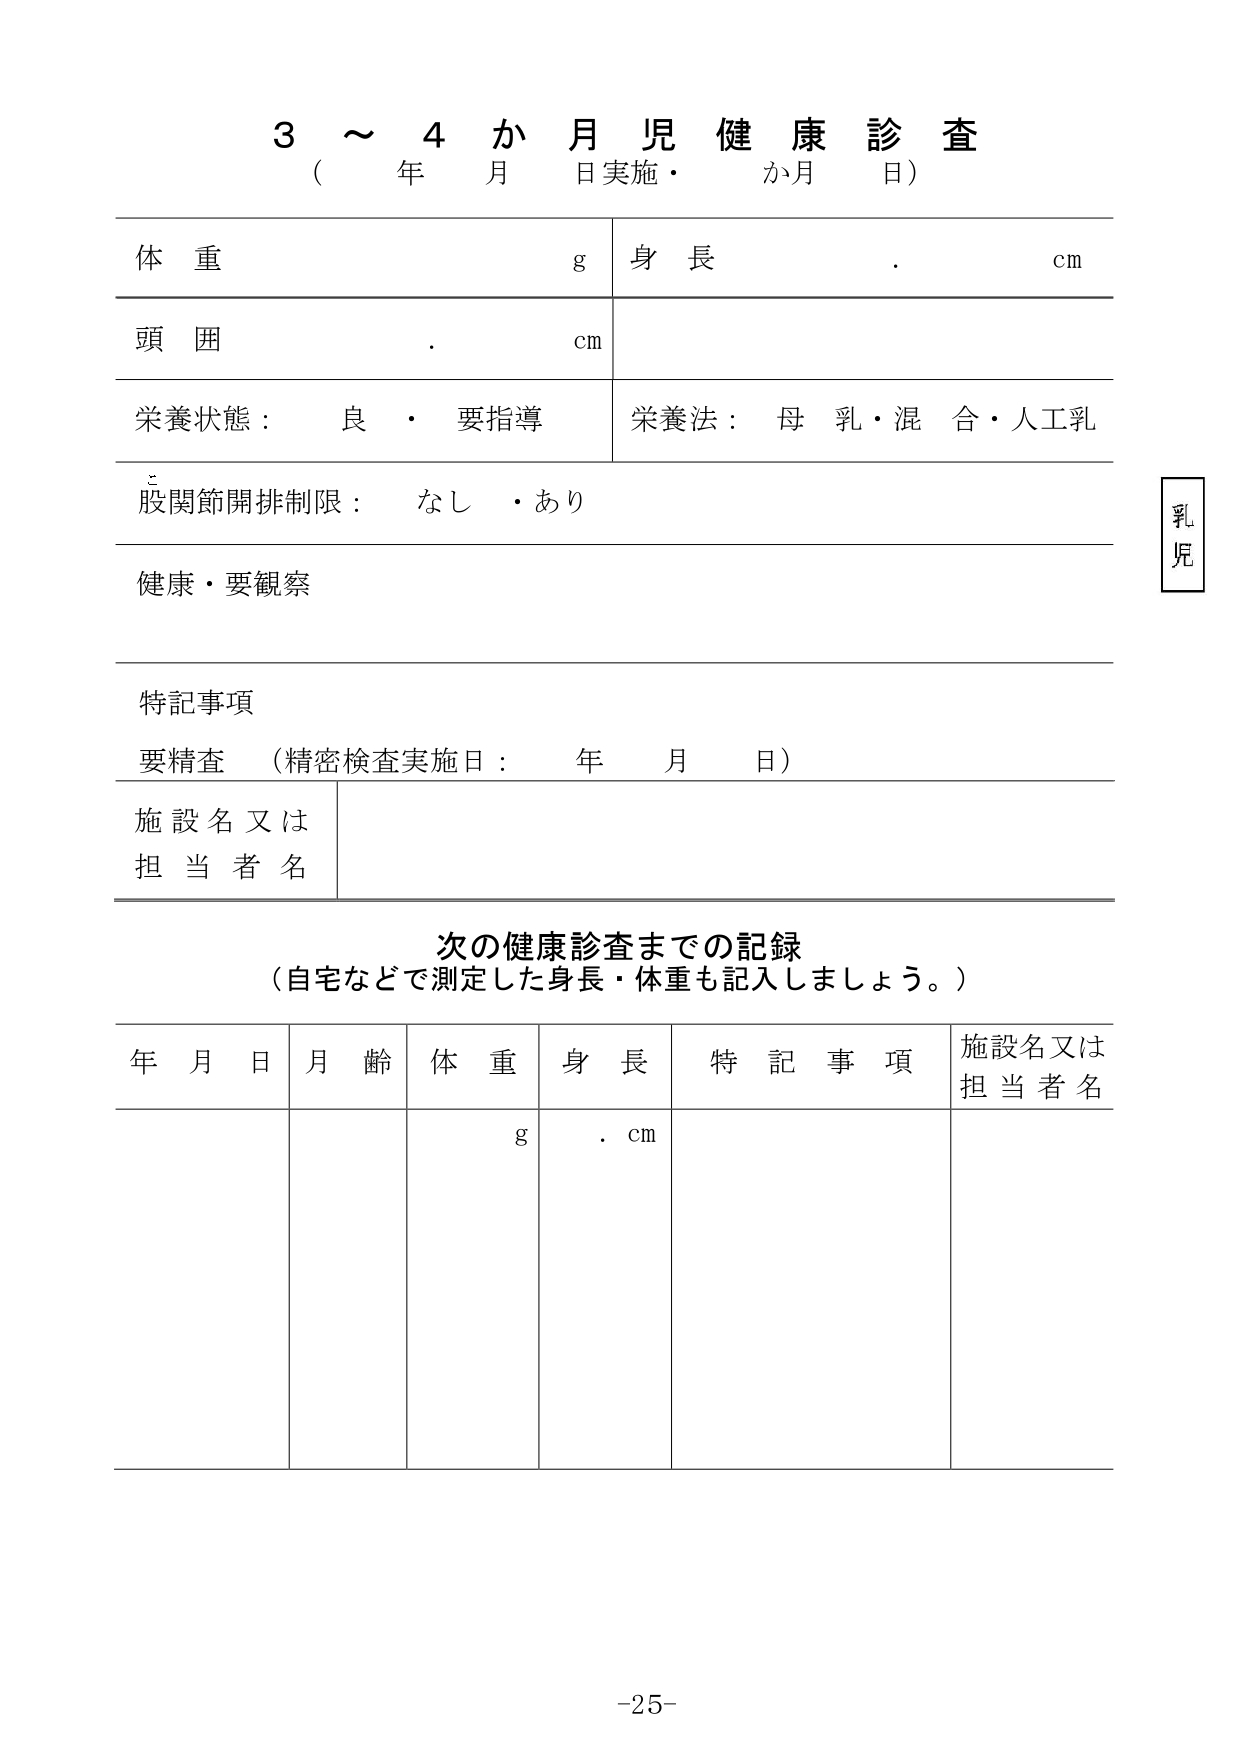 ３～４か月児健康診査
（　　年　　月　　日実施・　　か月　　日）
体　重　　　　　　　　　　　　g　身　長　　　　　．　　　　　cm
頭　囲　　　　　　　．　　　　cm
栄養状態：　　良　・　要指導　栄養法：　母　乳・混　合・人工乳
こ
股関節開排制限：　　なし　・あり
乳
児
健康・要観察
特記事項
要精査　（精密検査実施日：　　年　　月　　日）
施設名又は
担当者名
次の健康診査までの記録
（自宅などで測定した身長・体重も記入しましょう。）
年　月　日　月　齢　体　重　身　長　特　記　事　項　施設名又は
担当者名
g　．cm
-25-